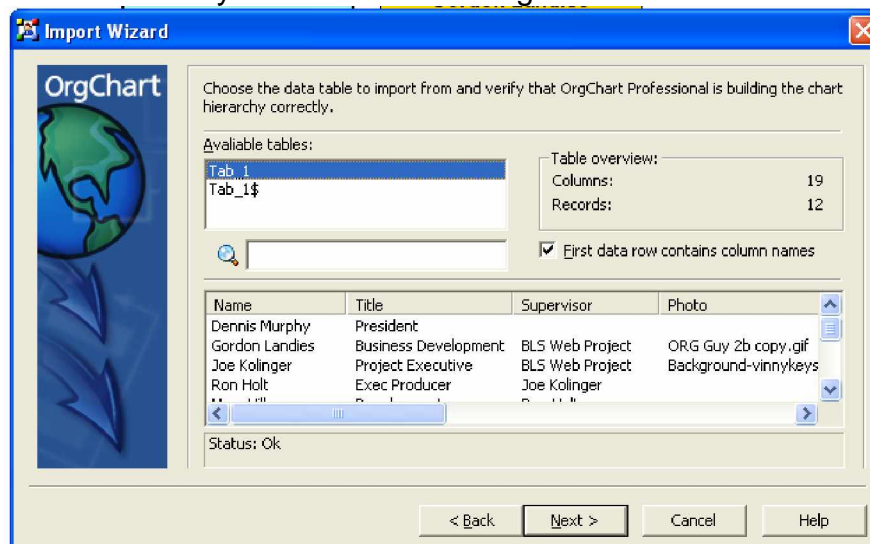 Import Wizard
OrgChart
Choose the data table to import from and verify that OrgChart Professional is building the chart
hierarchy correctly.
Avaliable tables:
Tab_1
Tab_1$
Table overview:
Columns: 19
Records: 12
First data row contains column names
Name Title Supervisor Photo
Dennis Murphy President
Gordon Landies Business Development BLS Web Project ORG Guy 2b copy.gif
Joe Kolinger Project Executive BLS Web Project Background-vinnykeys
Ron Holt Exec Producer Joe Kolinger
Status: Ok
< Back Next > Cancel Help